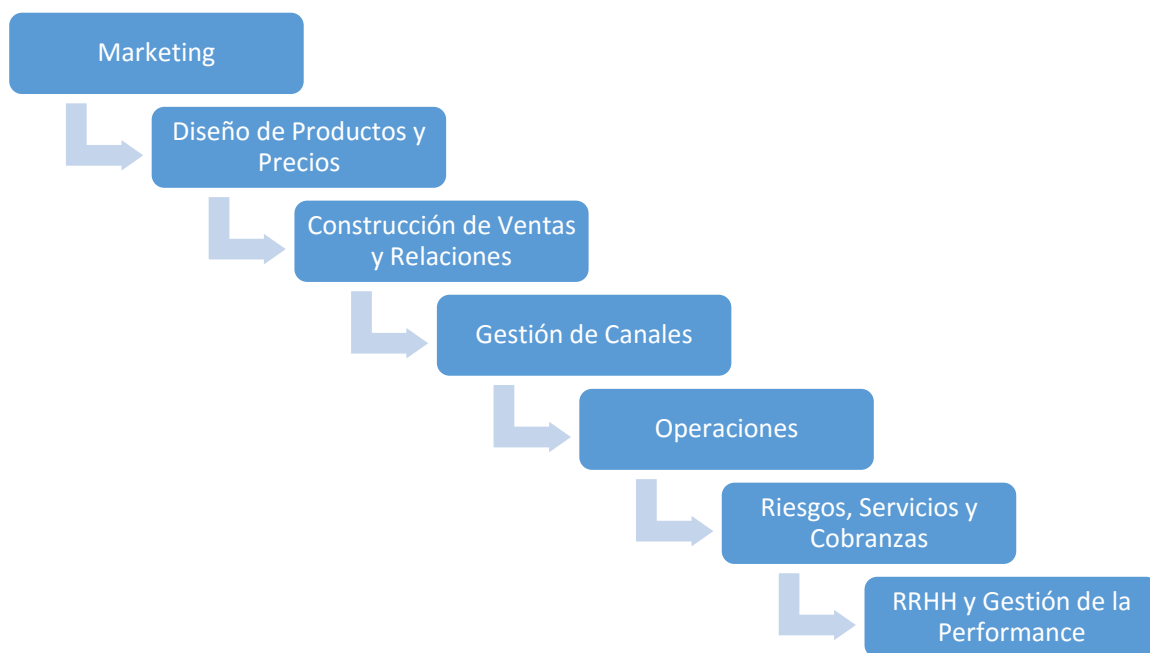 Marketing
Diseño de Productos y
Precios
Construcción de Ventas
y Relaciones
Gestión de Canales
Operaciones
Riesgos, Servicios y
Cobranzas
RRHH y Gestión de la
Performance